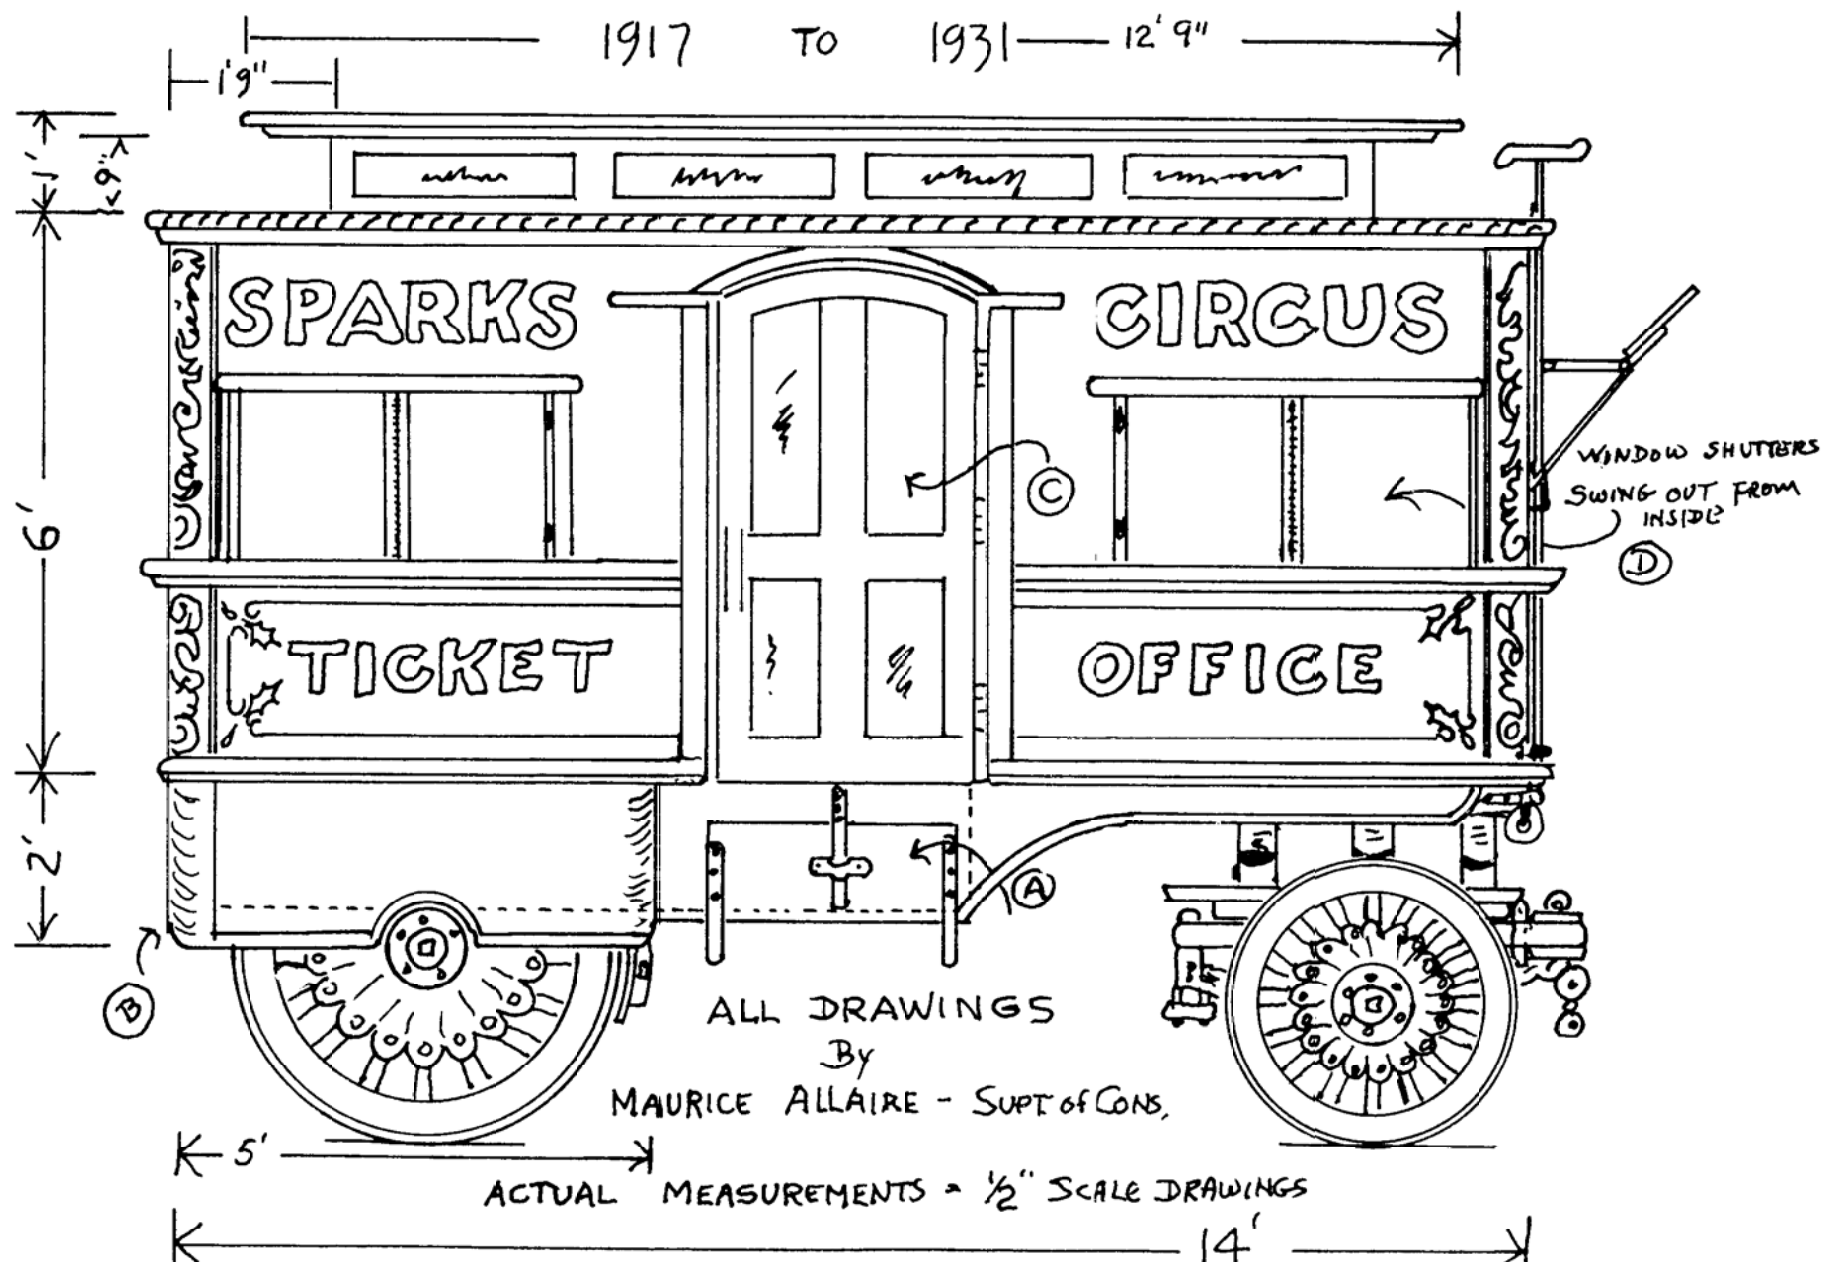 1917 TO 1931 12' 9"
1' 9"
1'
9"
SPARKS CIRCUS
C
6'
WINDOW SHUTTERS
SWING OUT FROM
INSIDE
D
TICKET OFFICE
2'
A
B
ALL DRAWINGS
By
MAURICE ALLAIRE - SUPT of CONS.
5'
ACTUAL MEASUREMENTS - 1/2" SCALE DRAWINGS
14'